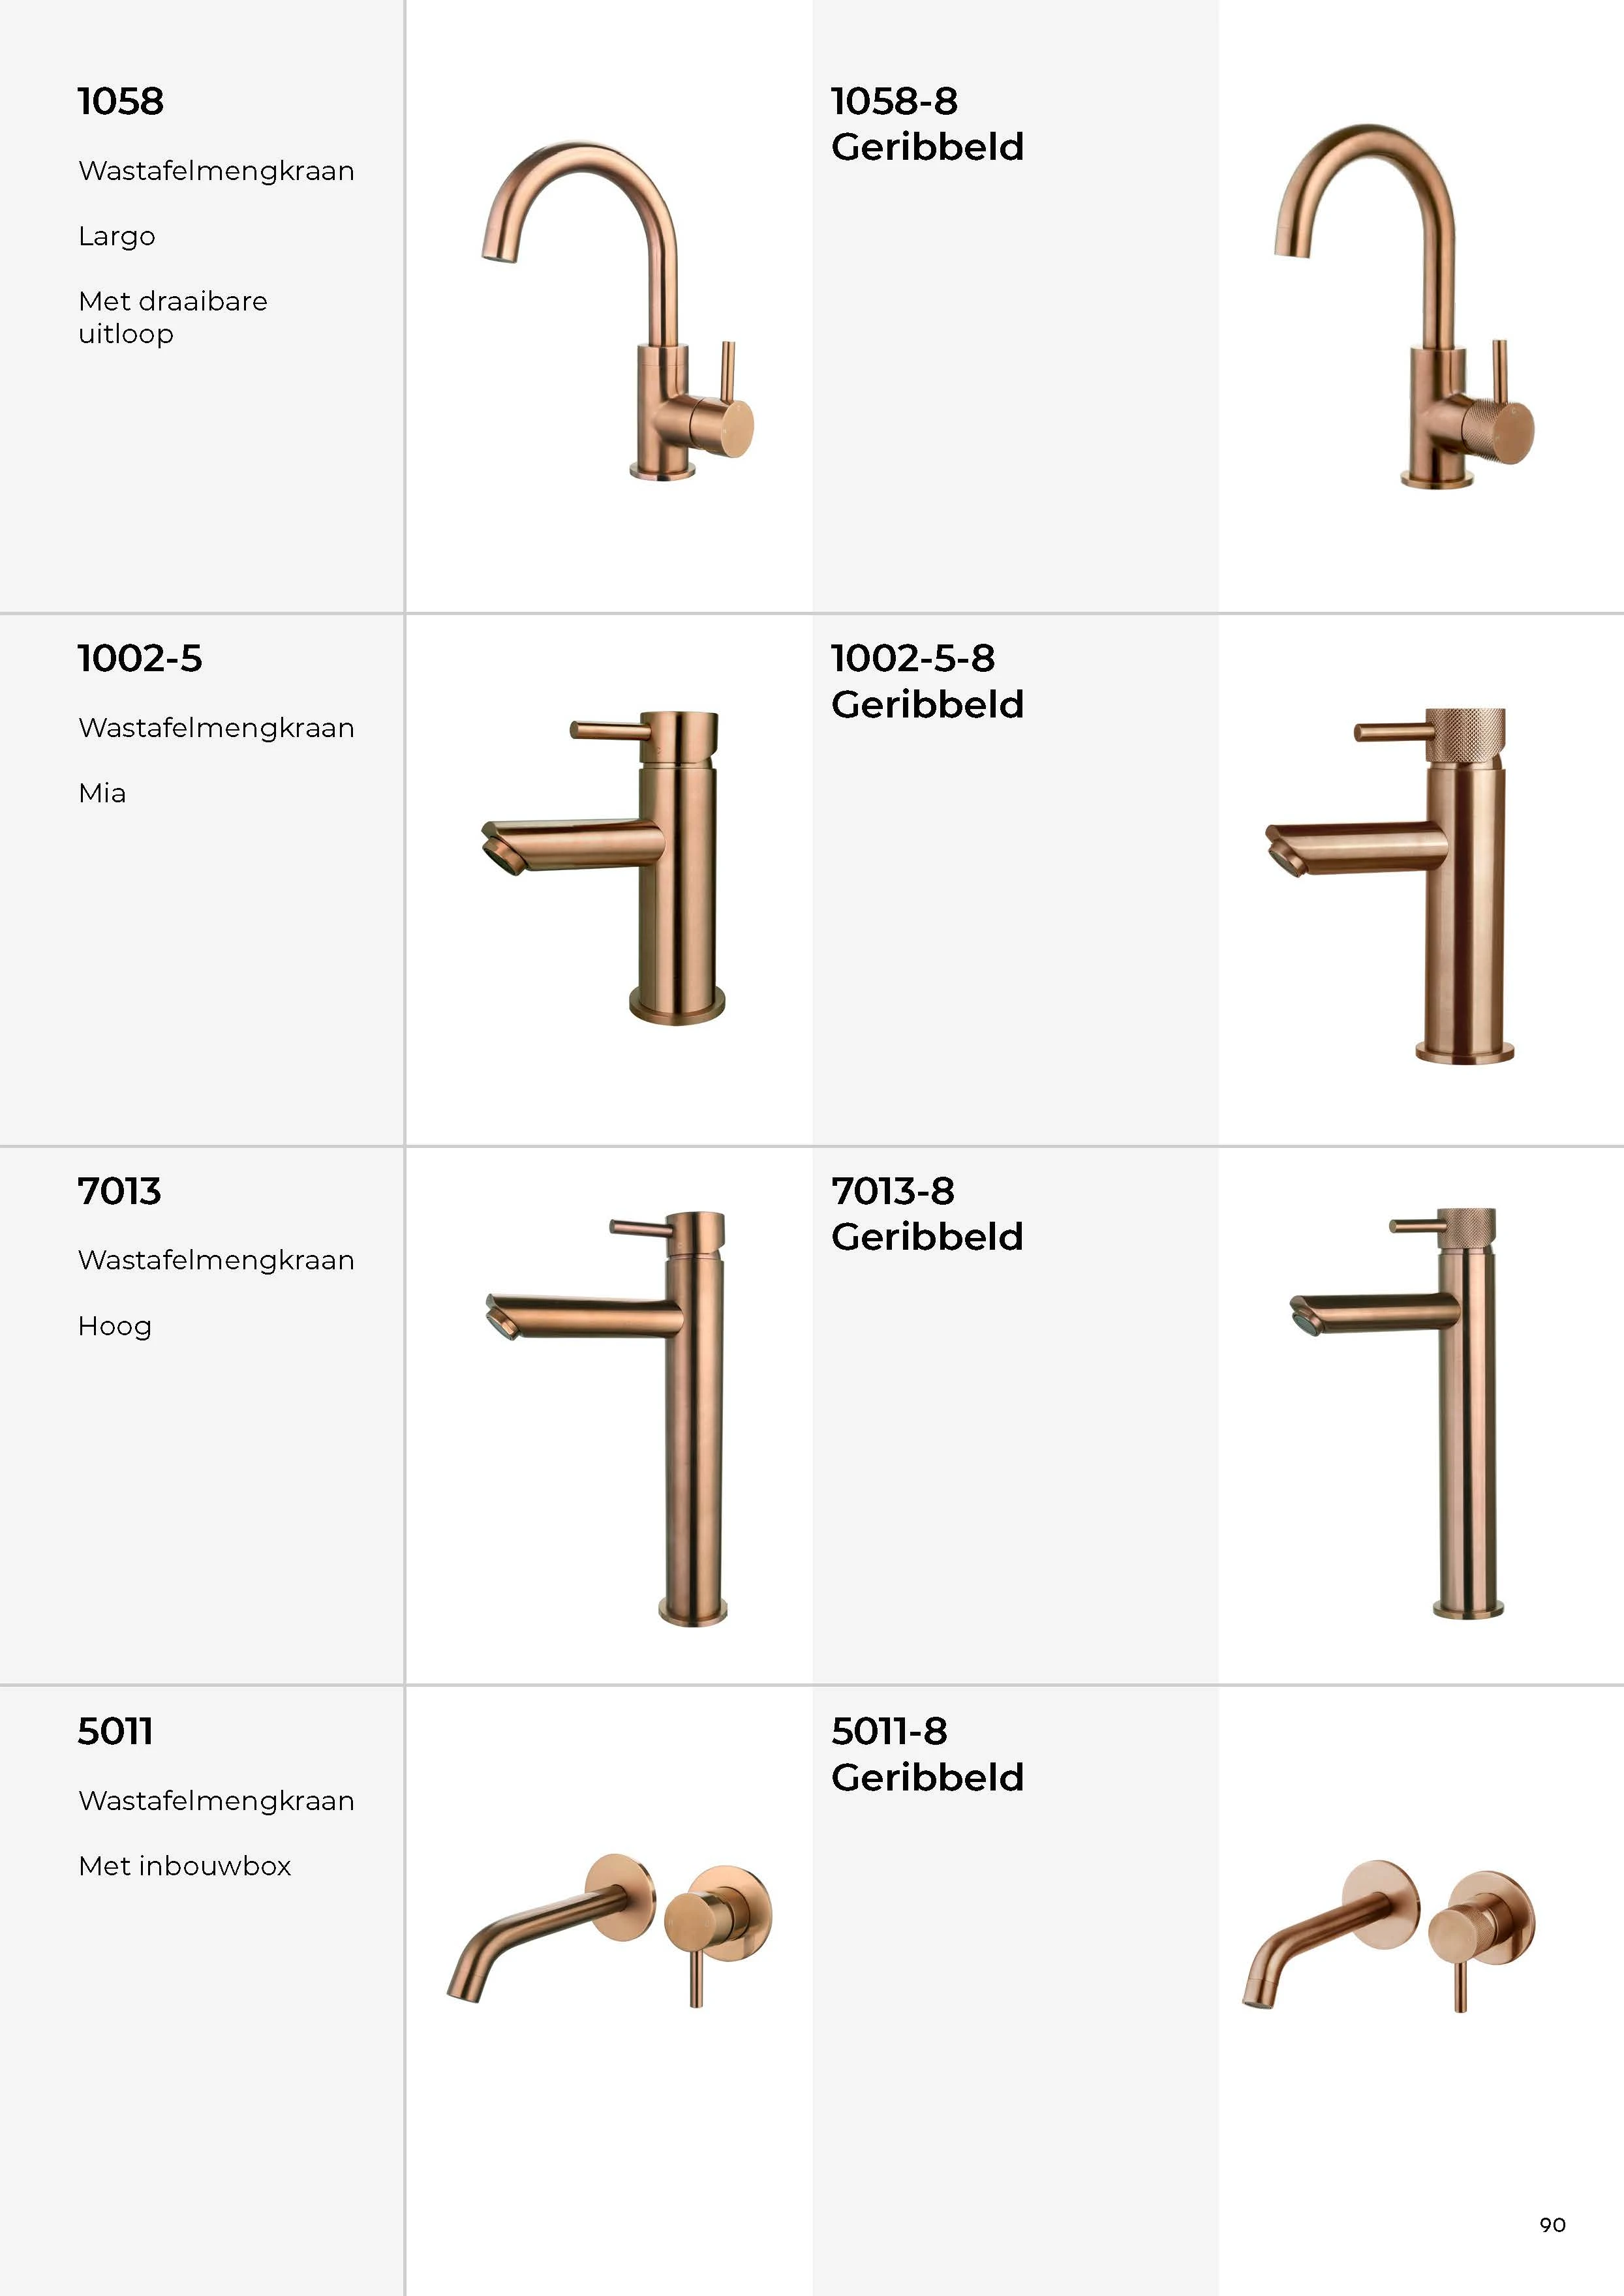 1058
Wastafelmengkraan
Largo
Met draaibare
uitloop
1058-8
Geribbeld
1002-5
Wastafelmengkraan
Mia
1002-5-8
Geribbeld
7013
Wastafelmengkraan
Hoog
7013-8
Geribbeld
5011
Wastafelmengkraan
Met inbouwbox
5011-8
Geribbeld
90